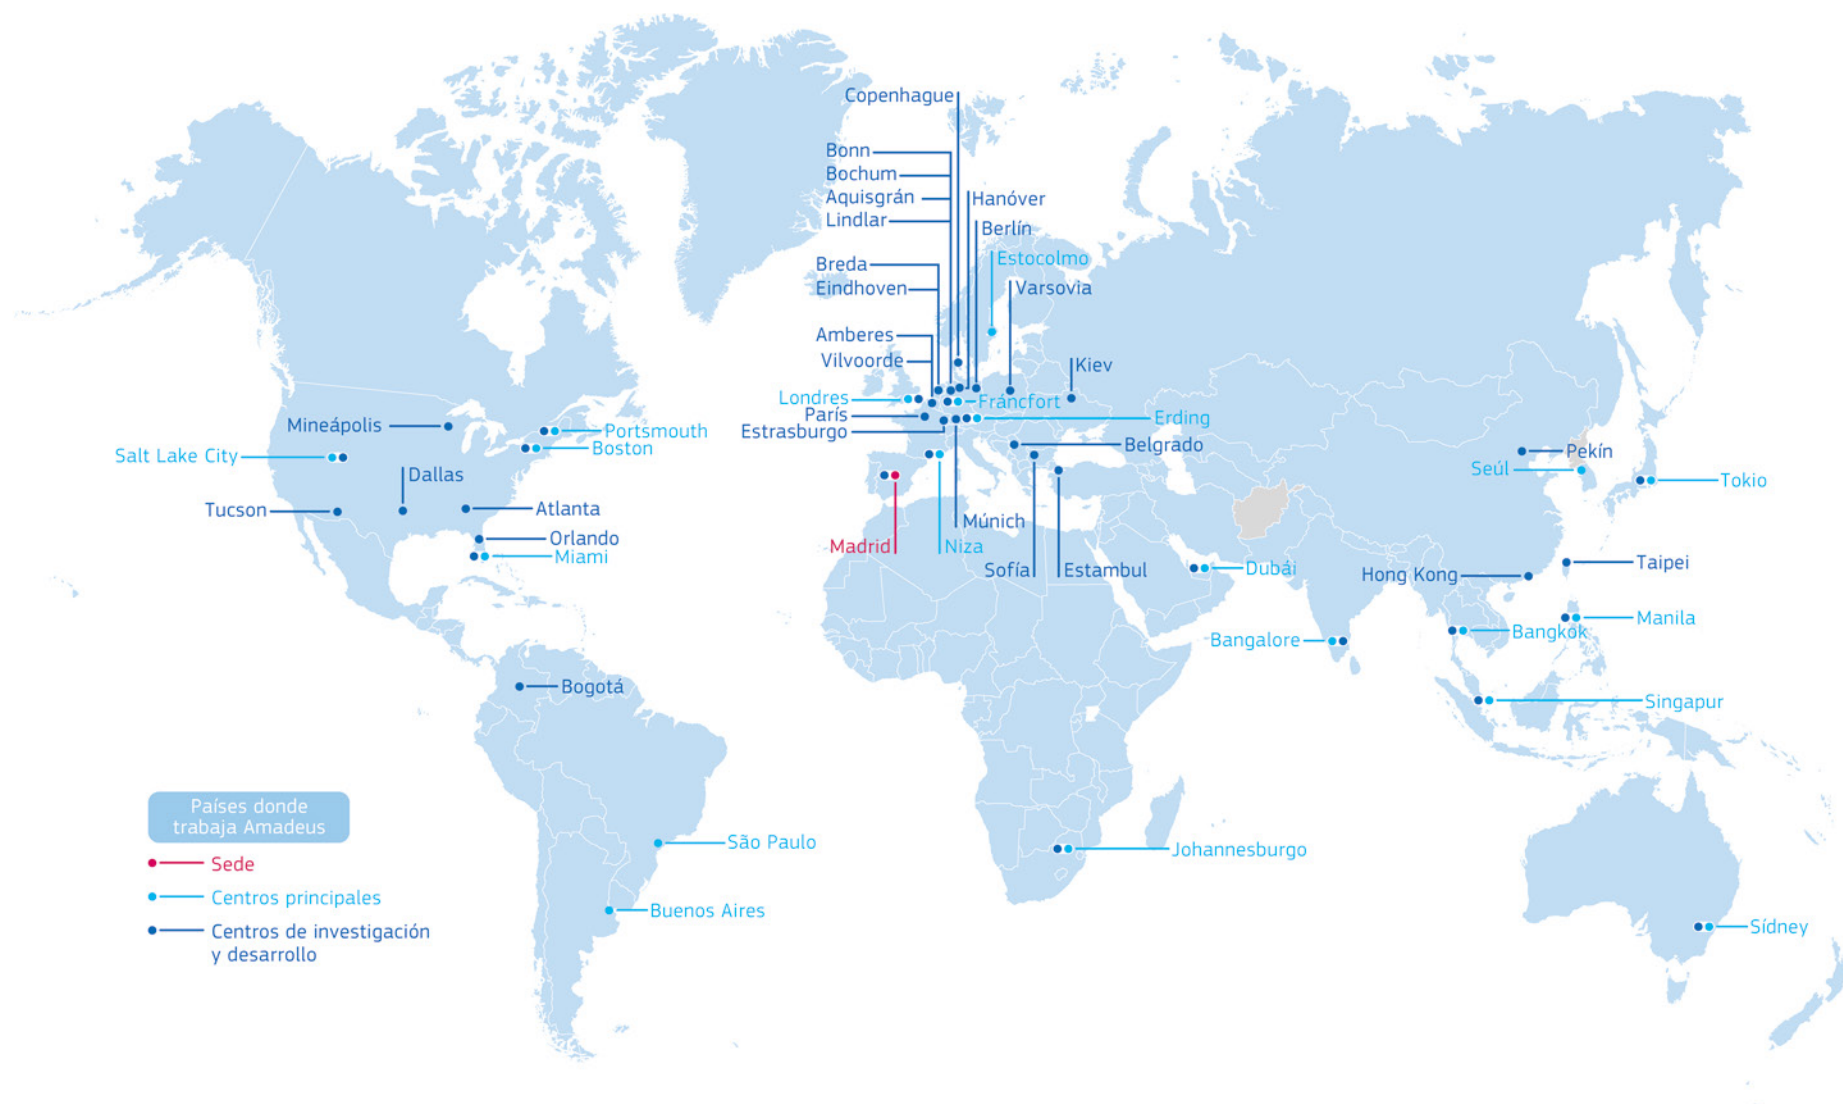 Copenhague
Bonn
Bochum
Aquisgrán
Lindlar
Hanóver
Berlín
Estocolmo
Breda
Eindhoven
Varsovia
Amberes
Vilvoorde
Kiev
Londres
Fráncfort
París
Erding
Estrasburgo
Belgrado
Mineápolis
Portsmouth
Boston
Salt Lake City
Dallas
Tucson
Atlanta
Orlando
Miami
Madrid
Niza
Múnich
Sofía
Estambul
Pekín
Seúl
Tokio
Dubái
Hong Kong
Taipei
Bangalore
Bangkok
Manila
Singapur
Bogotá
São Paulo
Buenos Aires
Johannesburgo
Sídney
Países donde
trabaja Amadeus
Sede
Centros principales
Centros de investigación
y desarrollo